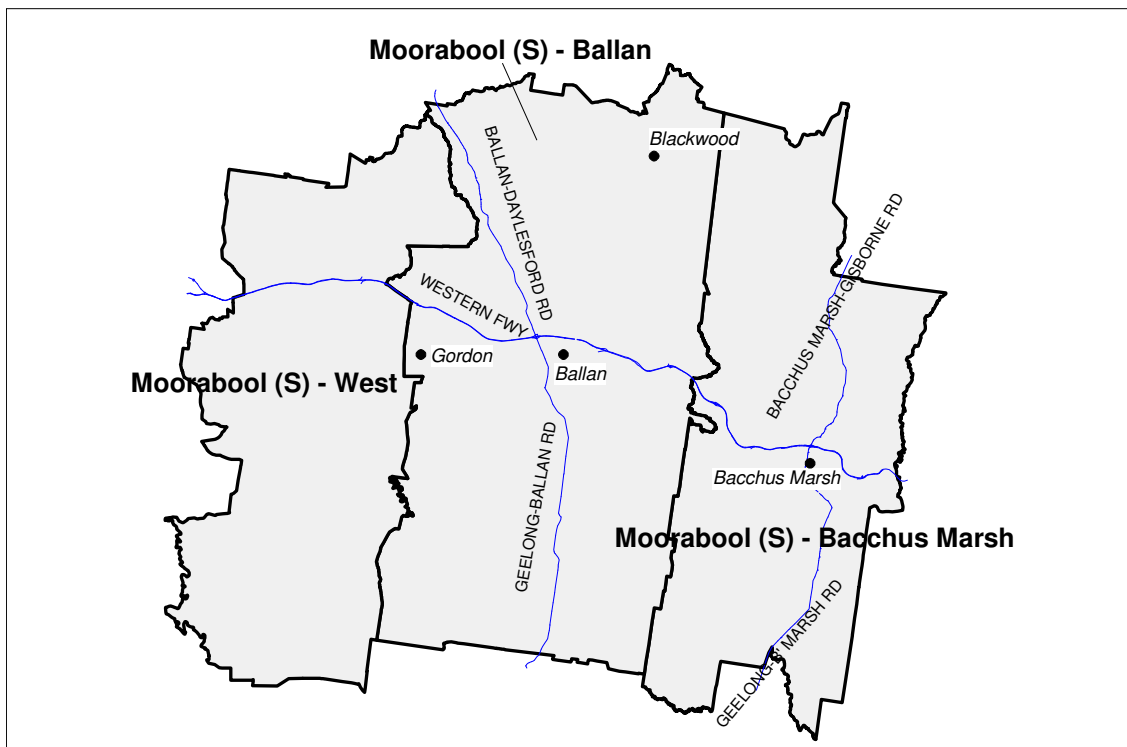 Moorabool (S) - Ballan
Blackwood
BALLAN-DAYLESFORD RD
BACCHUS MARSH-GISBORNE RD
WESTERN FWY
Gordon
Ballan
Moorabool (S) - West
GEELONG-BALLAN RD
Bacchus Marsh
Moorabool (S) - Bacchus Marsh
GEELONG-B' MARSH RD